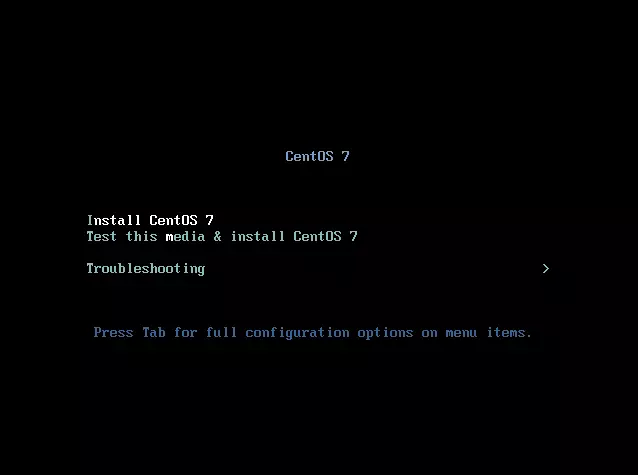 CentOS 7
Install CentOS 7
Test this media & install CentOS 7
Troubleshooting >
Press Tab for full configuration options on menu items.